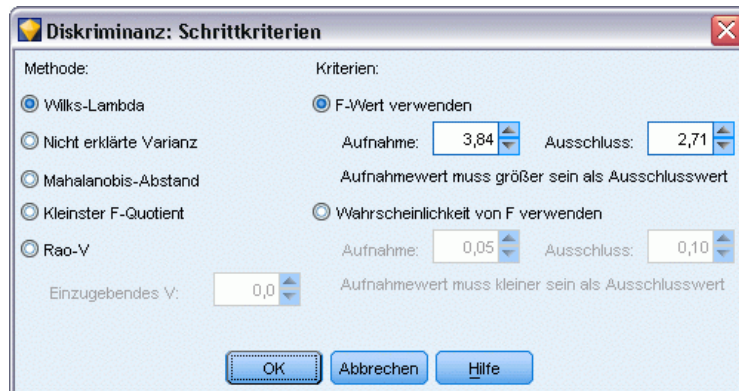 Diskriminanz: Schrittkriterien
Methode:
Wilks-Lambda
Nicht erklärte Varianz
Mahalanobis-Abstand
Kleinster F-Quotient
Rao-V
Einzugebendes V: 0,0
Kriterien:
F-Wert verwenden
Aufnahme: 3,84 Ausschluss: 2,71
Aufnahmewert muss größer sein als Ausschlusswert
Wahrscheinlichkeit von F verwenden
Aufnahme: 0,05 Ausschluss: 0,10
Aufnahmewert muss kleiner sein als Ausschlusswert
OK Abbrechen Hilfe